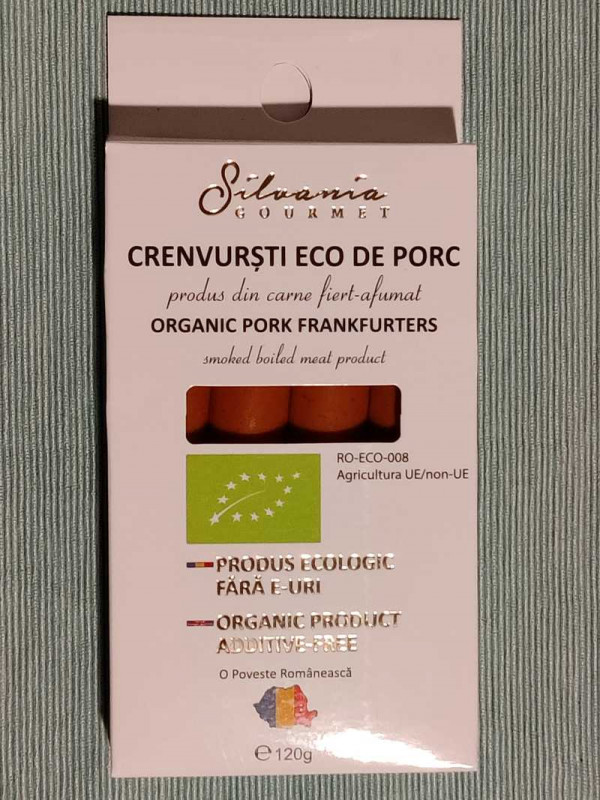 Silvania
GOURMET
CRENVURȘTI ECO DE PORC
produs din carne fiert-afumat
ORGANIC PORK FRANKFURTERS
smoked boiled meat product
RO-ECO-008
Agricultura UE/non-UE
PRODUS ECOLOGIC
FĂRĂ E-URI
ORGANIC PRODUCT
ADDITIVE-FREE
O Poveste Românească
℮120g